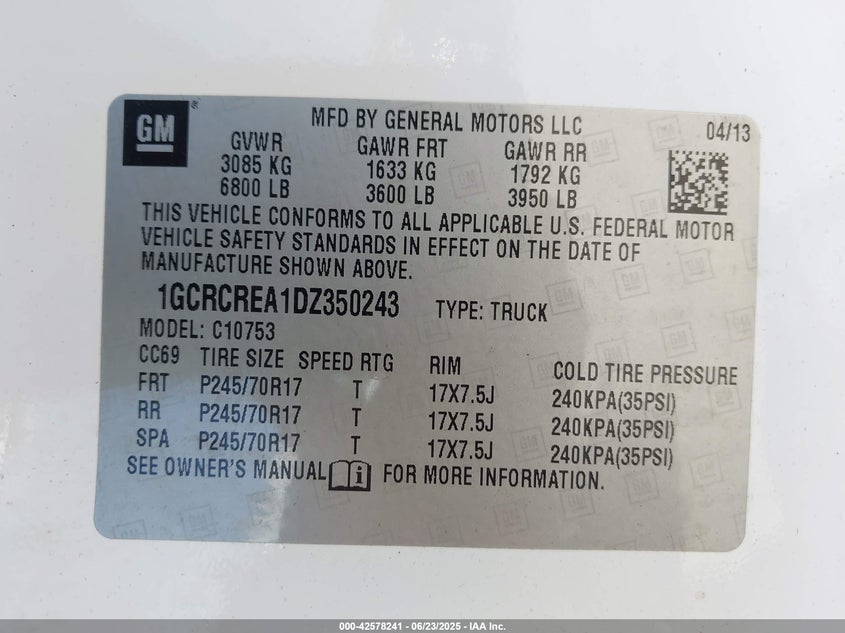 GM ®
MFD BY GENERAL MOTORS LLC 04/13
GVWR GAWR FRT GAWR RR
3085 KG 1633 KG 1792 KG
6800 LB 3600 LB 3950 LB
THIS VEHICLE CONFORMS TO ALL APPLICABLE U.S. FEDERAL MOTOR
VEHICLE SAFETY STANDARDS IN EFFECT ON THE DATE OF
MANUFACTURE SHOWN ABOVE.
1GCRCREA1DZ350243 TYPE: TRUCK
MODEL: C10753
CC69 TIRE SIZE SPEED RTG RIM COLD TIRE PRESSURE
FRT P245/70R17 T 17X7.5J 240KPA(35PSI)
RR P245/70R17 T 17X7.5J 240KPA(35PSI)
SPA P245/70R17 T 17X7.5J 240KPA(35PSI)
SEE OWNER'S MANUAL i FOR MORE INFORMATION.
000-42578241 - 06/23/2025 - IAA Inc.